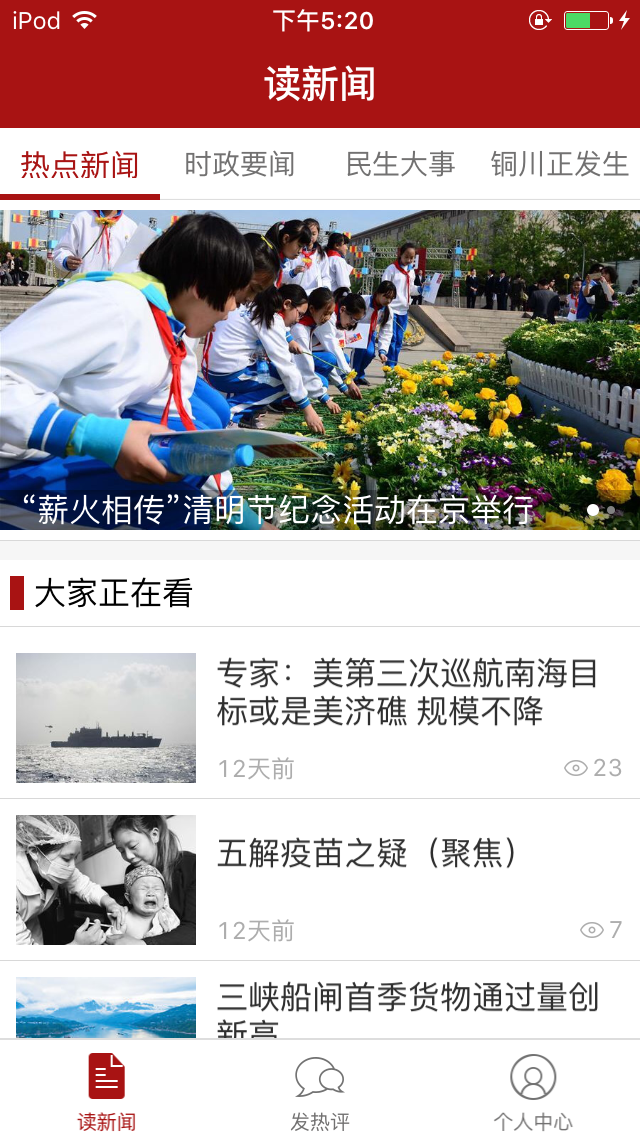 iPod 下午5:20
读新闻
热点新闻 时政要闻 民生大事 铜川正发生
“薪火相传”清明节纪念活动在京举行
大家正在看
专家：美第三次巡航南海目
标或是美济礁 规模不降
12天前 23
五解疫苗之疑（聚焦）
12天前 7
三峡船闸首季货物通过量创
新高
读新闻 发热评 个人中心